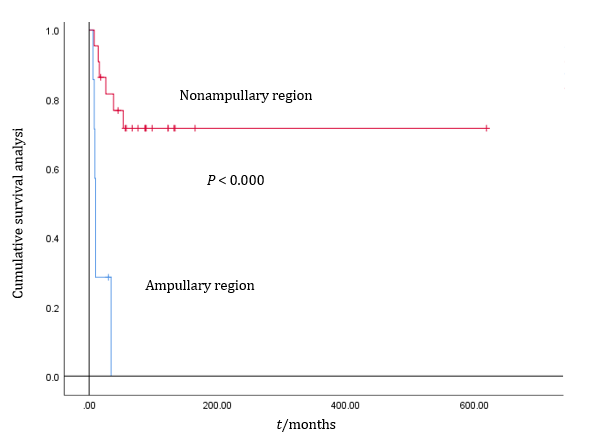 Cumulative survival analysi
1.0
0.8
0.6
0.4
0.2
0.0
Nonampullary region
P < 0.000
Ampullary region
.00 200.00 400.00 600.00
t/months